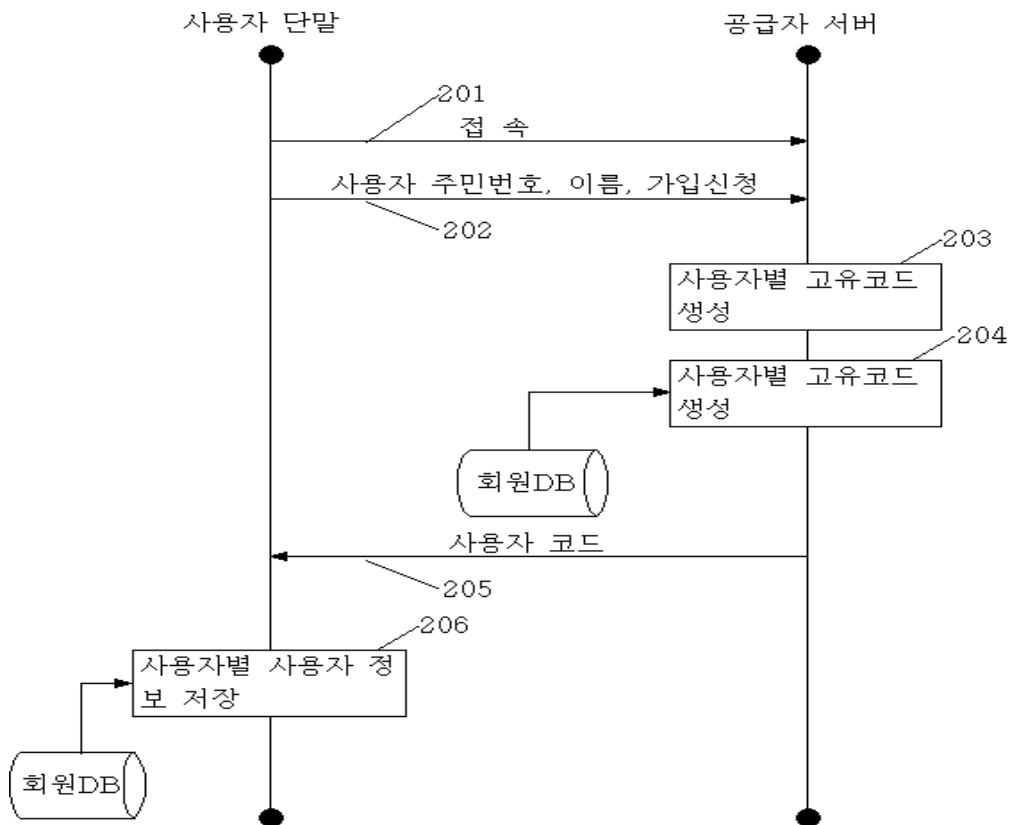 사용자 단말
공급자 서버
201
접 속
사용자 주민번호, 이름, 가입신청
202
203
사용자별 고유코드
생성
204
사용자별 고유코드
생성
회원DB
사용자 코드
205
206
사용자별 사용자 정
보 저장
회원DB